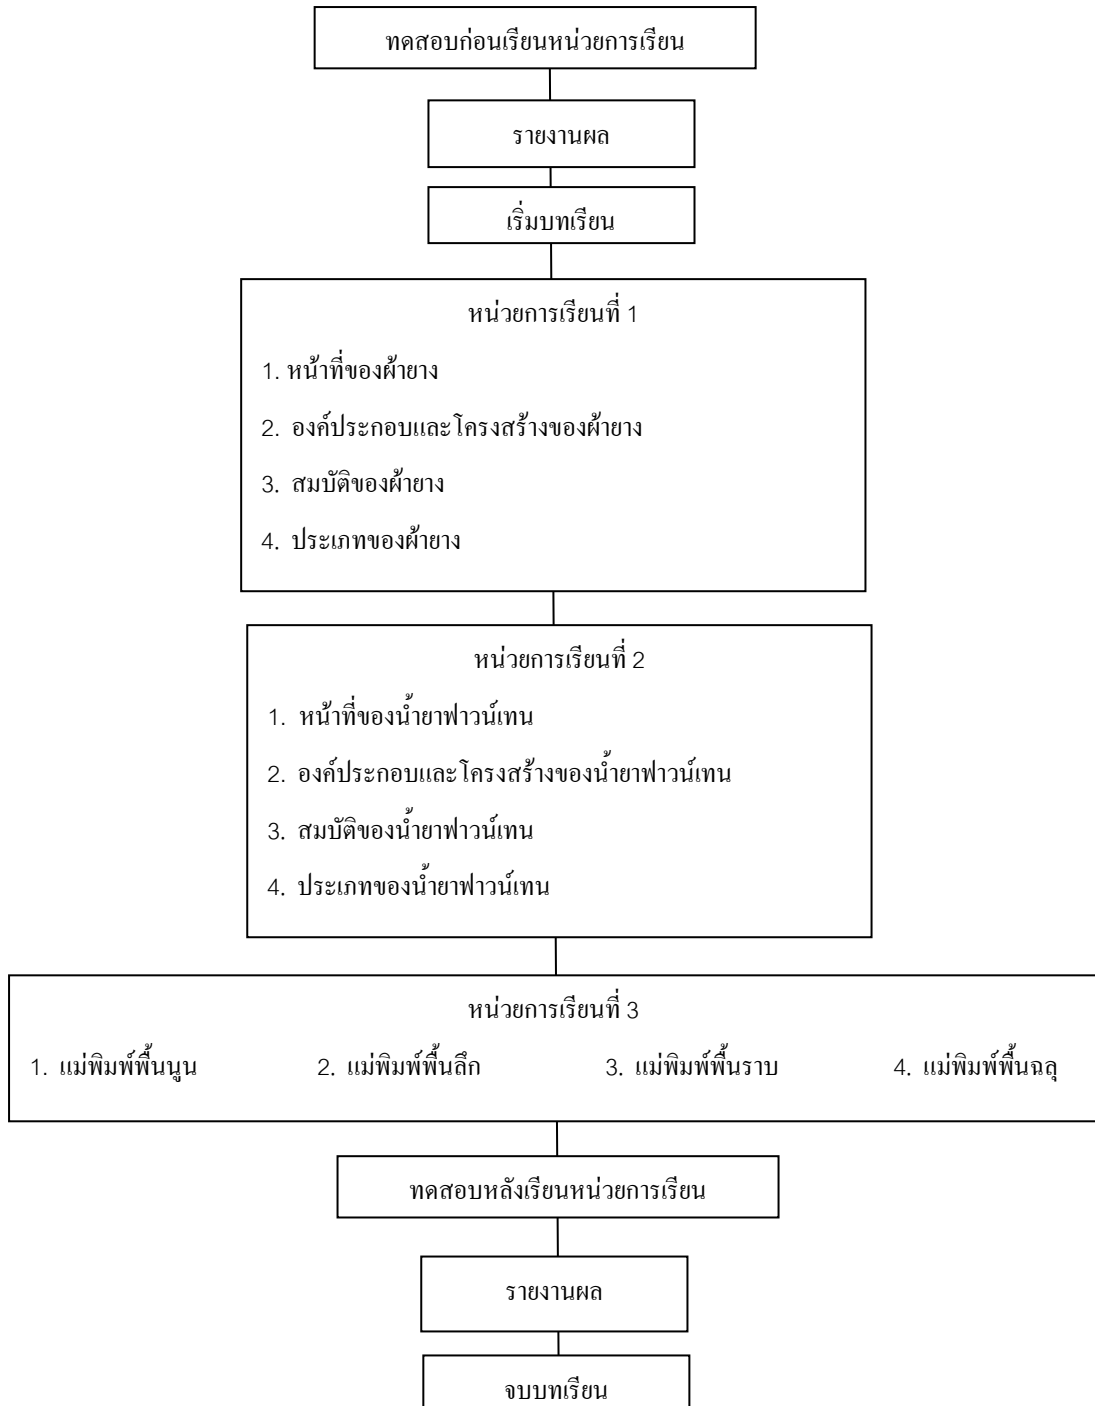 ทดสอบก่อนเรียนหน่วยการเรียน
รายงานผล
เริ่มบทเรียน
หน่วยการเรียนที่ 1
1. หน้าที่ของผ้ายาง
2. องค์ประกอบและโครงสร้างของผ้ายาง
3. สมบัติของผ้ายาง
4. ประเภทของผ้ายาง
หน่วยการเรียนที่ 2
1. หน้าที่ของน้ำยาฟาวน์เทน
2. องค์ประกอบและโครงสร้างของน้ำยาฟาวน์เทน
3. สมบัติของน้ำยาฟาวน์เทน
4. ประเภทของน้ำยาฟาวน์เทน
หน่วยการเรียนที่ 3
1. แม่พิมพ์พื้นนูน 2. แม่พิมพ์พื้นลึก 3. แม่พิมพ์พื้นราบ 4. แม่พิมพ์พื้นฉลุ
ทดสอบหลังเรียนหน่วยการเรียน
รายงานผล
จบบทเรียน